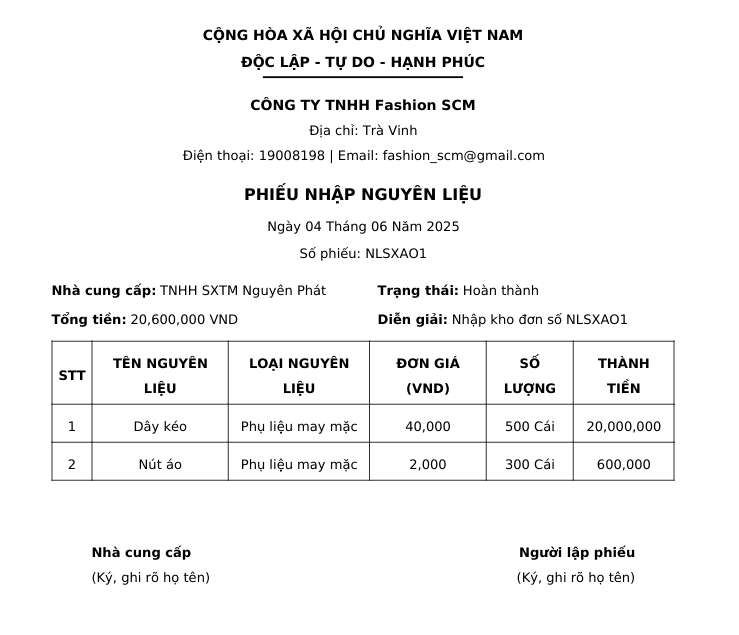 CỘNG HÒA XÃ HỘI CHỦ NGHĨA VIỆT NAM
ĐỘC LẬP - TỰ DO - HẠNH PHÚC
CÔNG TY TNHH Fashion SCM
Địa chỉ: Trà Vinh
Điện thoại: 19008198 | Email: fashion_scm@gmail.com
PHIẾU NHẬP NGUYÊN LIỆU
Ngày 04 Tháng 06 Năm 2025
Số phiếu: NLSXAO1
Nhà cung cấp: TNHH SXTM Nguyên Phát Trạng thái: Hoàn thành
Tổng tiền: 20,600,000 VND Diễn giải: Nhập kho đơn số NLSXAO1
STT TÊN NGUYÊN LIỆU LOẠI NGUYÊN LIỆU ĐƠN GIÁ (VND) SỐ LƯỢNG THÀNH TIỀN
1 Dây kéo Phụ liệu may mặc 40,000 500 Cái 20,000,000
2 Nút áo Phụ liệu may mặc 2,000 300 Cái 600,000
Nhà cung cấp Người lập phiếu
(Ký, ghi rõ họ tên) (Ký, ghi rõ họ tên)